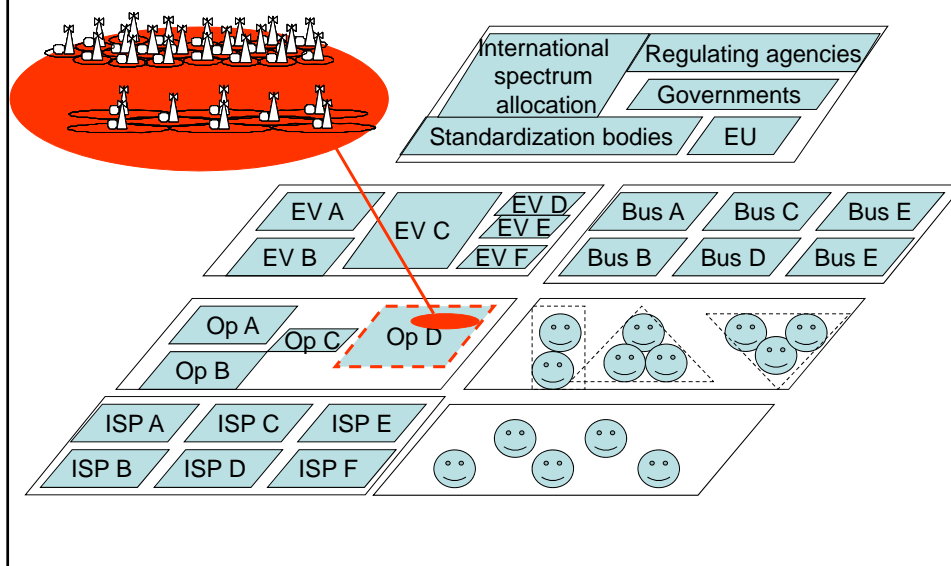 International
spectrum
allocation
Regulating agencies
Governments
Standardization bodies
EU
EV A
EV B
EV C
EV D
EV E
EV F
Bus A
Bus C
Bus E
Bus B
Bus D
Bus E
Op A
Op B
Op C
Op D
ISP A
ISP C
ISP E
ISP B
ISP D
ISP F